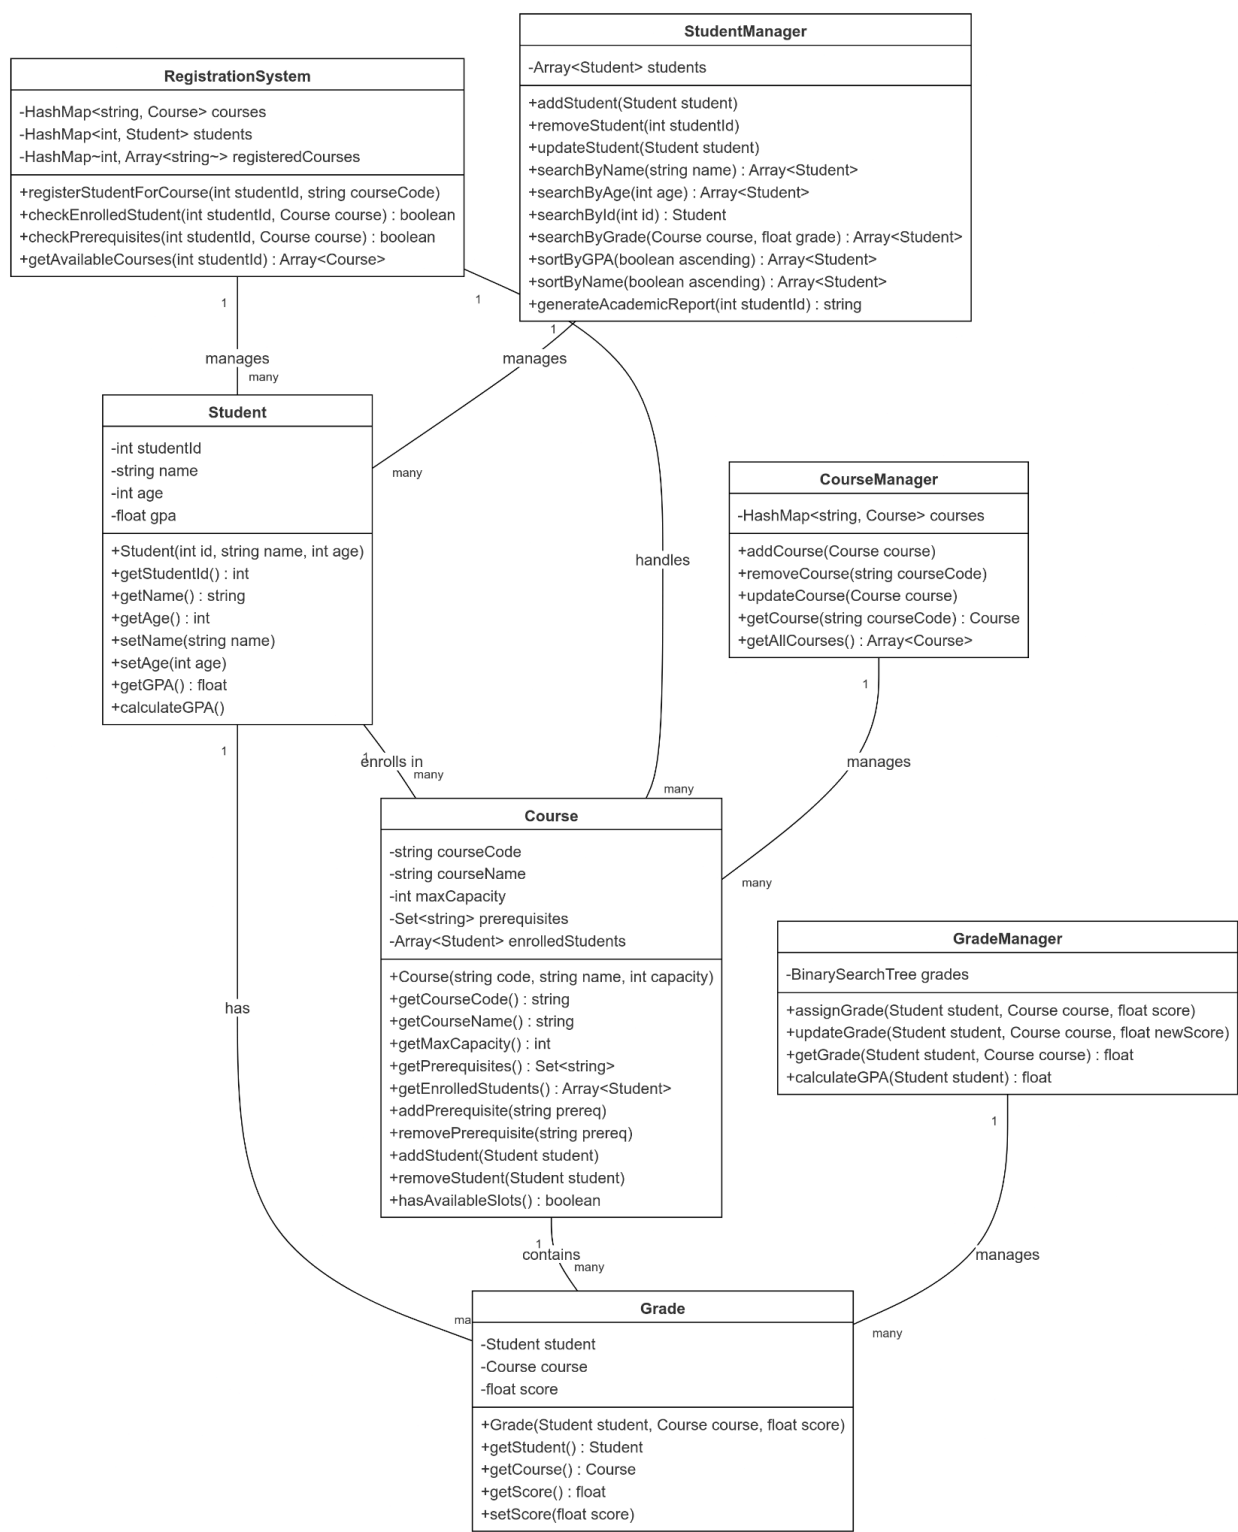 RegistrationSystem
-HashMap<string, Course> courses
-HashMap<int, Student> students
-HashMap~int, Array<string~> registeredCourses
+registerStudentForCourse(int studentId, string courseCode)
+checkEnrolledStudent(int studentId, Course course) : boolean
+checkPrerequisites(int studentId, Course course) : boolean
+getAvailableCourses(int studentId) : Array<Course>
StudentManager
-Array<Student> students
+addStudent(Student student)
+removeStudent(int studentId)
+updateStudent(Student student)
+searchByName(string name) : Array<Student>
+searchByAge(int age) : Array<Student>
+searchById(int id) : Student
+searchByGrade(Course course, float grade) : Array<Student>
+sortByGPA(boolean ascending) : Array<Student>
+sortByName(boolean ascending) : Array<Student>
+generateAcademicReport(int studentId) : string
1
1
1
manages
manages
many
Student
-int studentId
-string name
-int age
-float gpa
+Student(int id, string name, int age)
+getStudentId() : int
+getName() : string
+getAge() : int
+setName(string name)
+setAge(int age)
+getGPA() : float
+calculateGPA()
many
handles
CourseManager
-HashMap<string, Course> courses
+addCourse(Course course)
+removeCourse(string courseCode)
+updateCourse(Course course)
+getCourse(string courseCode) : Course
+getAllCourses() : Array<Course>
1
1
1
enrolls in
many
manages
many
many
Course
-string courseCode
-string courseName
-int maxCapacity
-Set<string> prerequisites
-Array<Student> enrolledStudents
+Course(string code, string name, int capacity)
+getCourseCode() : string
+getCourseName() : string
+getMaxCapacity() : int
+getPrerequisites() : Set<string>
+getEnrolledStudents() : Array<Student>
+addPrerequisite(string prereq)
+removePrerequisite(string prereq)
+addStudent(Student student)
+removeStudent(Student student)
+hasAvailableSlots() : boolean
has
GradeManager
-BinarySearchTree grades
+assignGrade(Student student, Course course, float score)
+updateGrade(Student student, Course course, float newScore)
+getGrade(Student student, Course course) : float
+calculateGPA(Student student) : float
1
1
contains
many
manages
ma
many
Grade
-Student student
-Course course
-float score
+Grade(Student student, Course course, float score)
+getStudent() : Student
+getCourse() : Course
+getScore() : float
+setScore(float score)